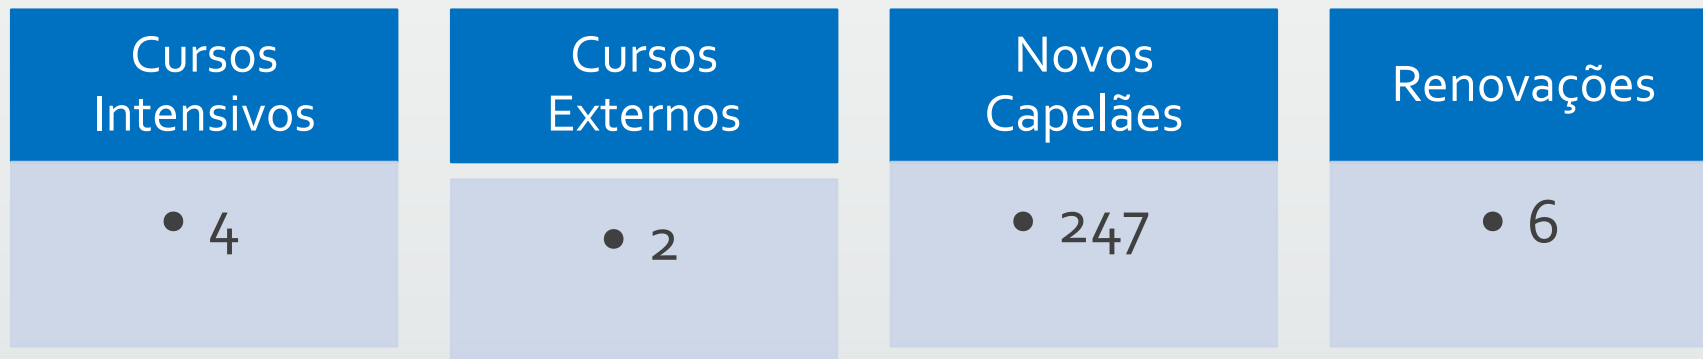 Cursos
Intensivos
• 4
Cursos
Externos
• 2
Novos
Capelães
• 247
Renovações
• 6